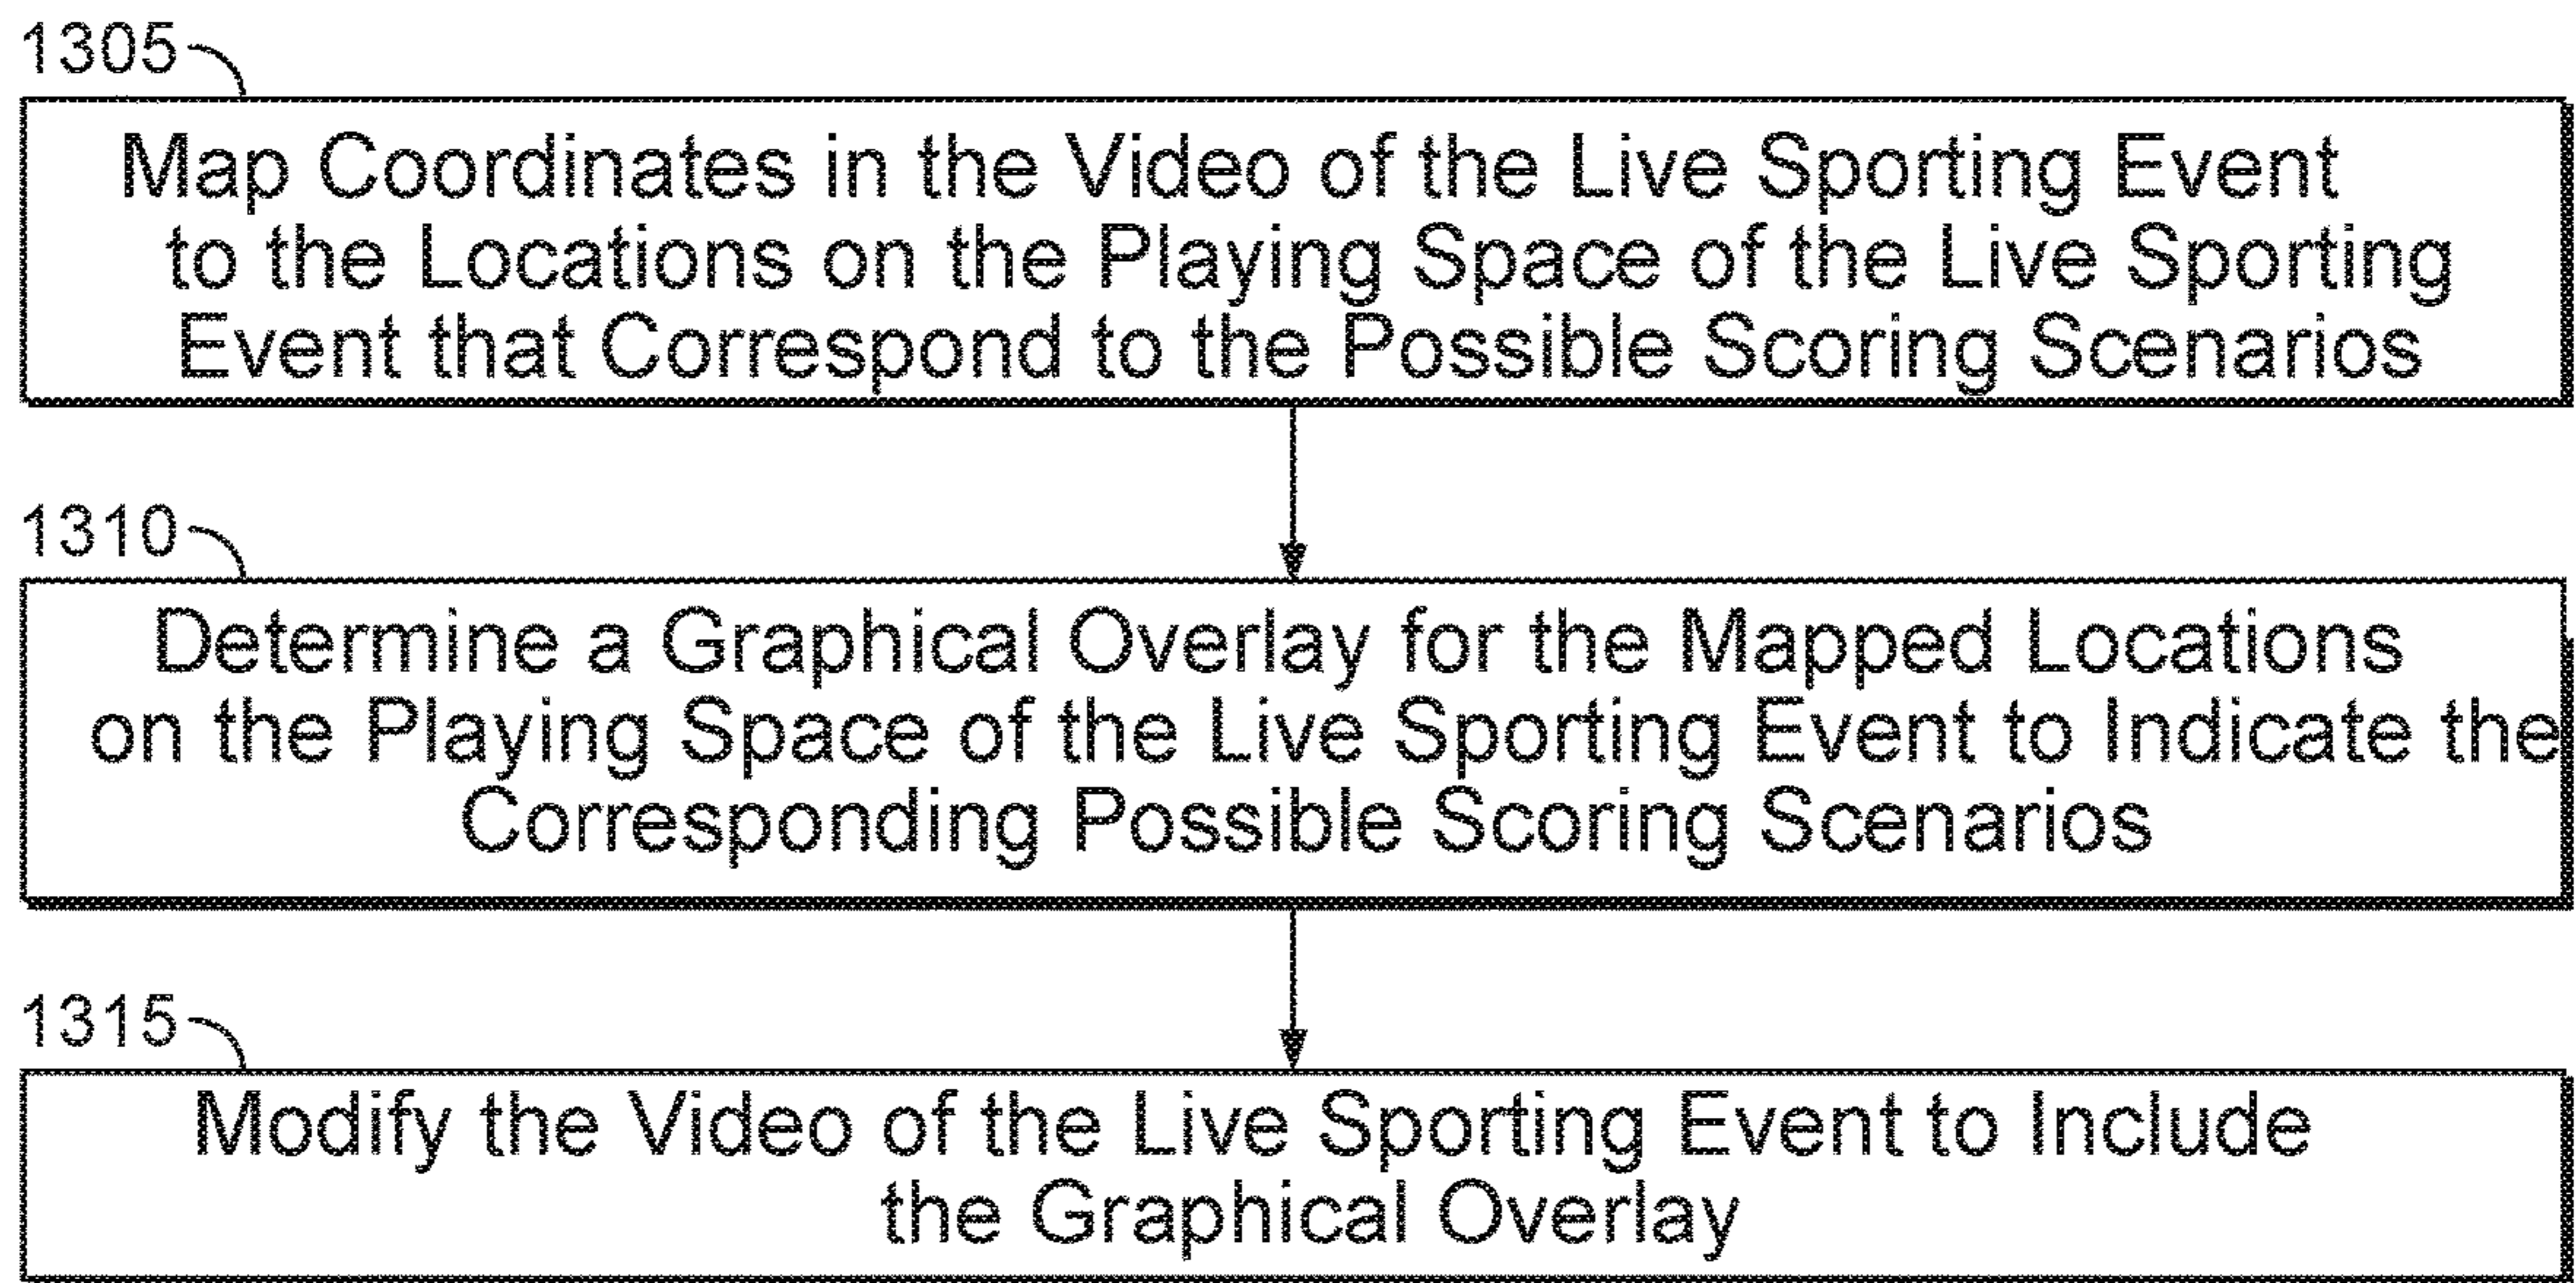 1305
Map Coordinates in the Video of the Live Sporting Event
to the Locations on the Playing Space of the Live Sporting
Event that Correspond to the Possible Scoring Scenarios
1310
Determine a Graphical Overlay for the Mapped Locations
on the Playing Space of the Live Sporting Event to Indicate the
Corresponding Possible Scoring Scenarios
1315
Modify the Video of the Live Sporting Event to Include
the Graphical Overlay